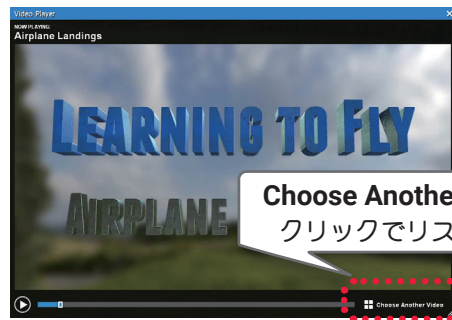 Video Player
NOW PLAYING:
Airplane Landings
LEARNING TO FLY
AIRPLANE
Choose Anothe
クリックでリス
Choose Another Video